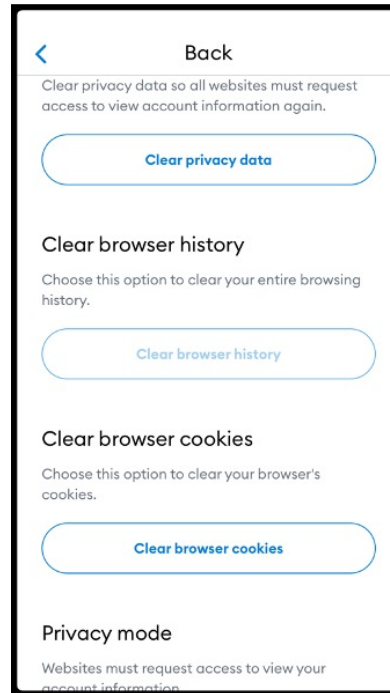 Back
Clear privacy data so all websites must request
access to view account information again.
Clear privacy data
Clear browser history
Choose this option to clear your entire browsing
history.
Clear browser history
Clear browser cookies
Choose this option to clear your browser's
cookies.
Clear browser cookies
Privacy mode
Websites must request access to view your
account information